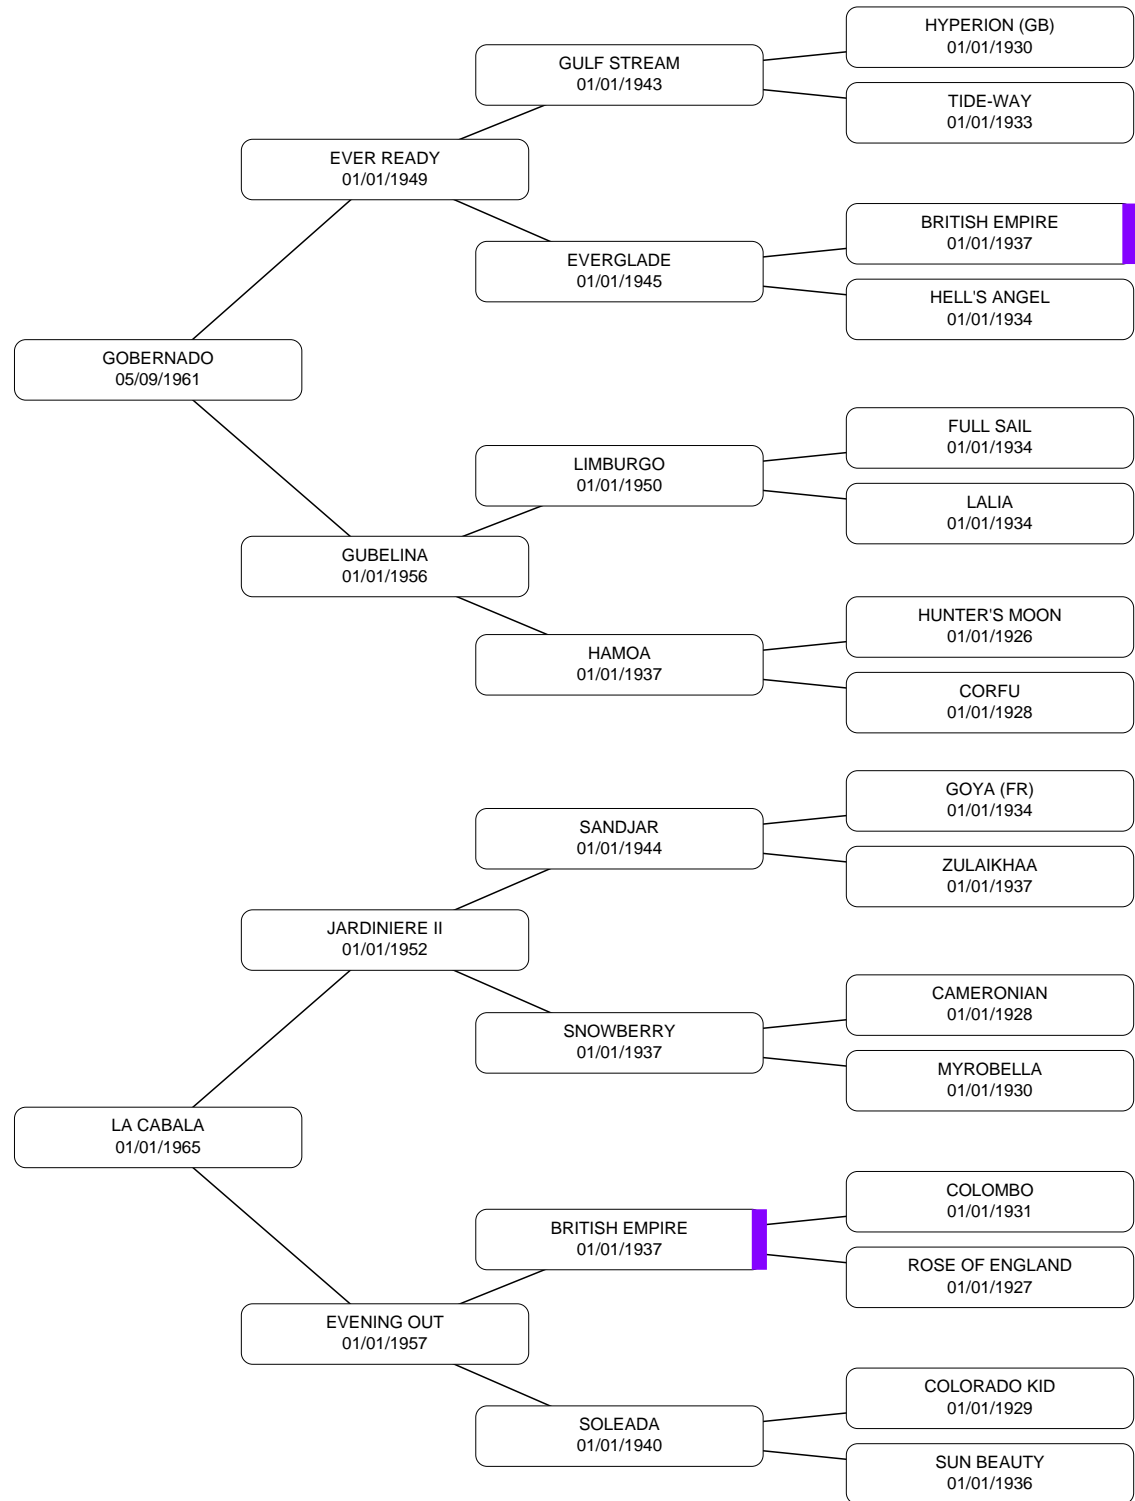 HYPERION (GB)
01/01/1930
GULF STREAM
01/01/1943
TIDE-WAY
01/01/1933
EVER READY
01/01/1949
BRITISH EMPIRE
01/01/1937
EVERGLADE
01/01/1945
HELL'S ANGEL
01/01/1934
GOBERNADO
05/09/1961
FULL SAIL
01/01/1934
LIMBURGO
01/01/1950
LALIA
01/01/1934
GUBELINA
01/01/1956
HUNTER'S MOON
01/01/1926
HAMOA
01/01/1937
CORFU
01/01/1928
GOYA (FR)
01/01/1934
SANDJAR
01/01/1944
ZULAIKHAA
01/01/1937
JARDINIERE II
01/01/1952
CAMERONIAN
01/01/1928
SNOWBERRY
01/01/1937
MYROBELLA
01/01/1930
LA CABALA
01/01/1965
COLOMBO
01/01/1931
BRITISH EMPIRE
01/01/1937
ROSE OF ENGLAND
01/01/1927
EVENING OUT
01/01/1957
COLORADO KID
01/01/1929
SOLEADA
01/01/1940
SUN BEAUTY
01/01/1936